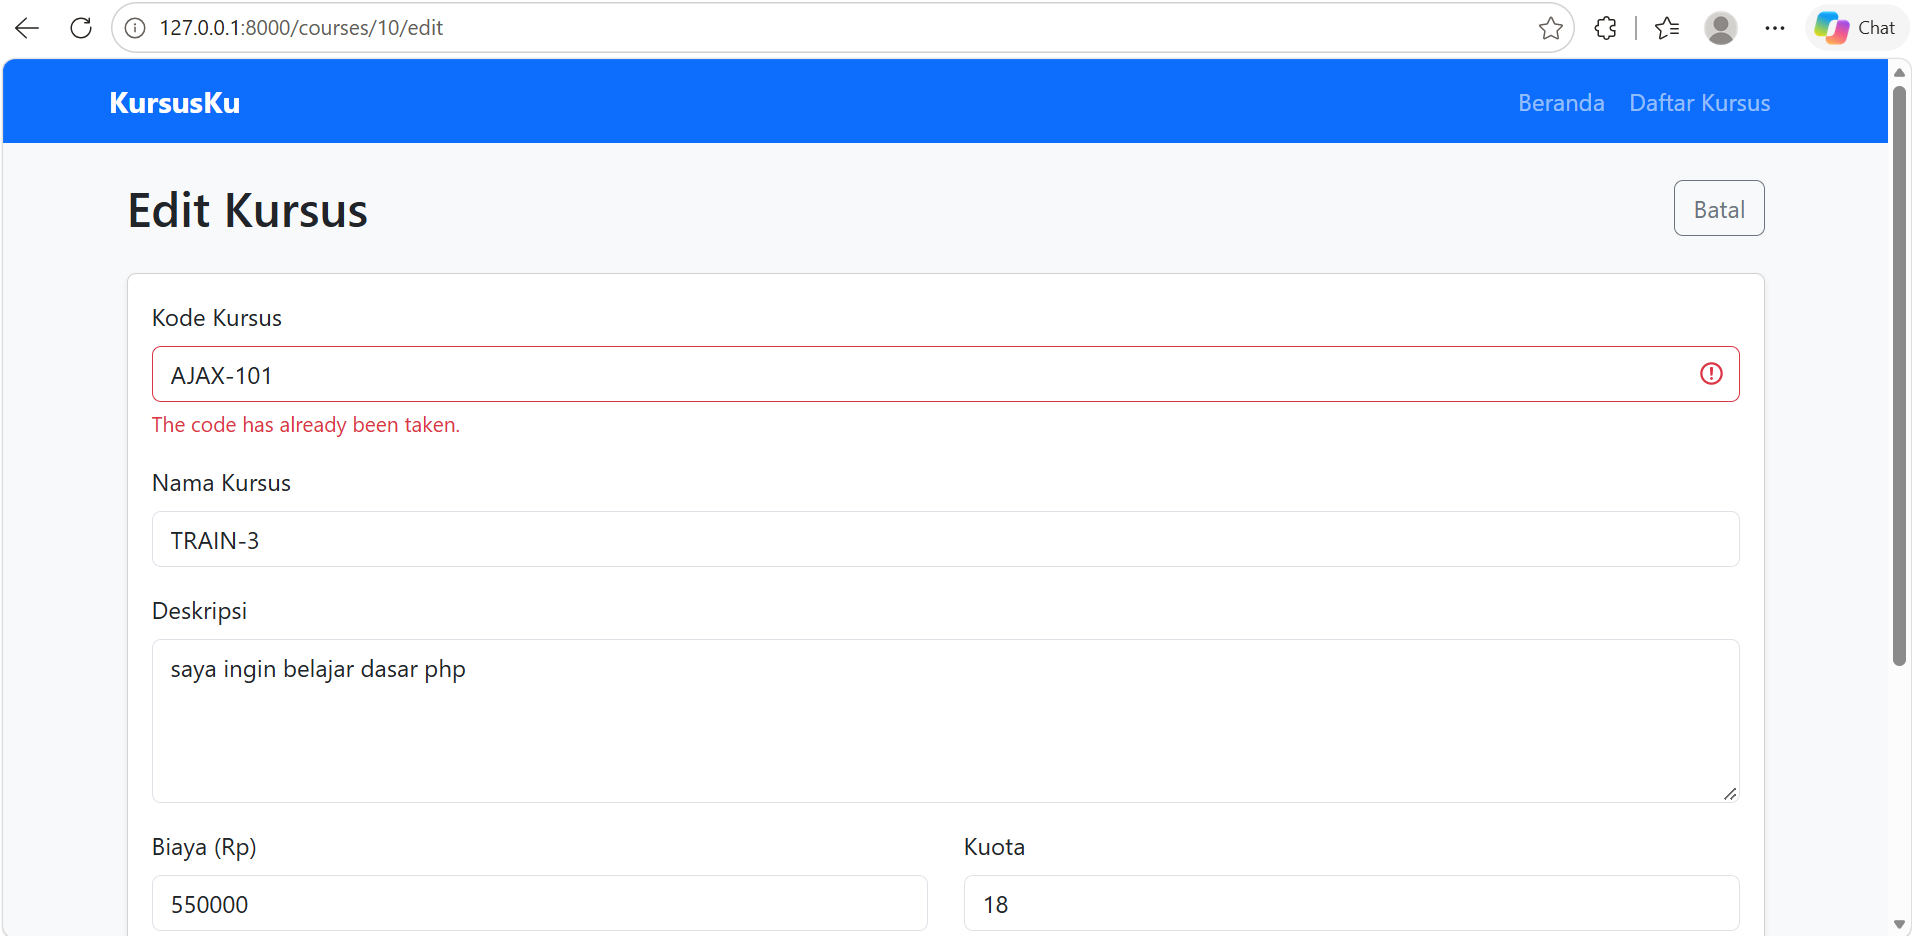 127.0.0.1:8000/courses/10/edit
Chat
KursusKu
Beranda
Daftar Kursus
Edit Kursus
Batal
Kode Kursus
AJAX-101
The code has already been taken.
Nama Kursus
TRAIN-3
Deskripsi
saya ingin belajar dasar php
Biaya (Rp)
Kuota
550000
18